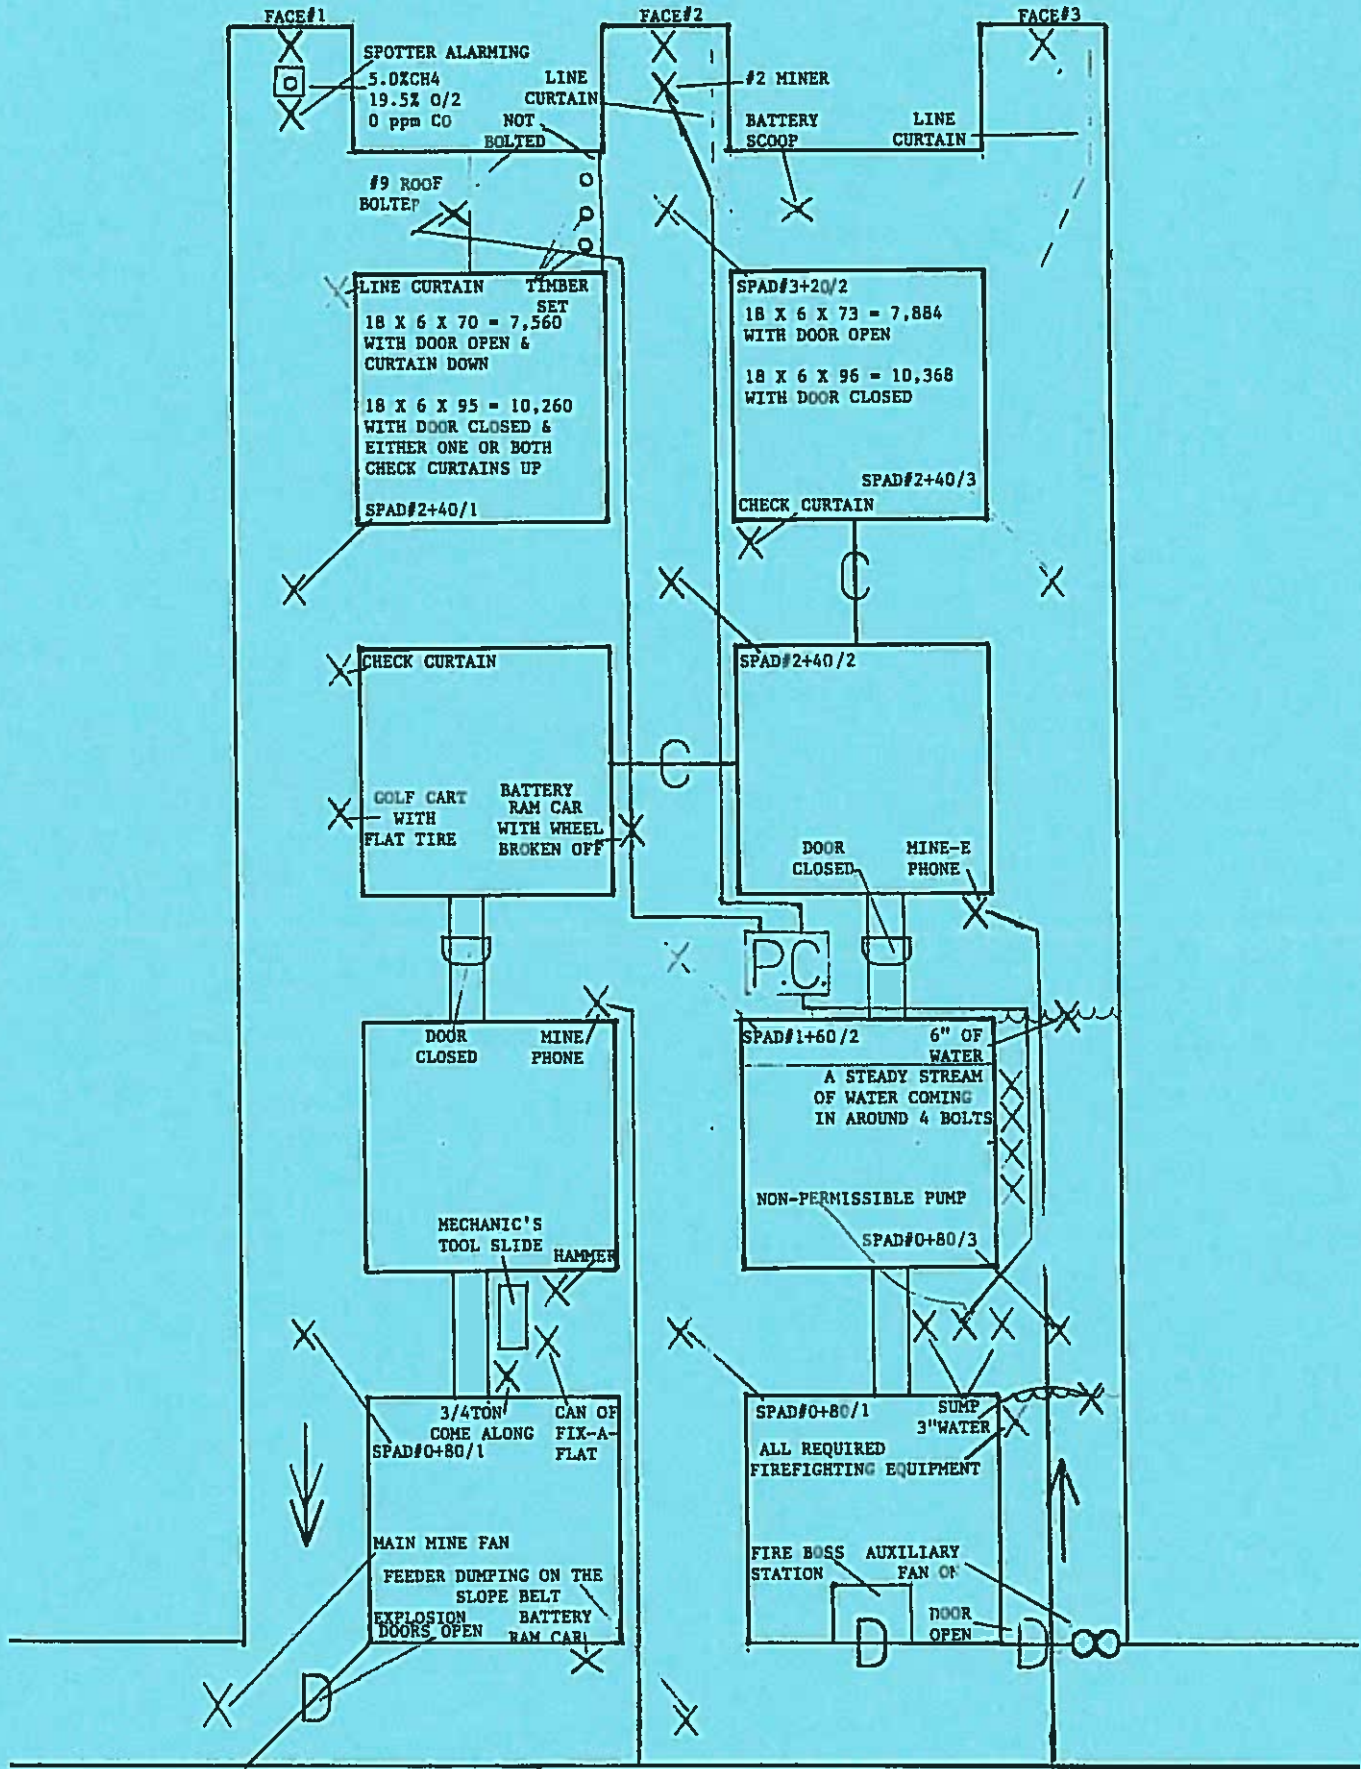 FACE#1
FACE#2
FACE#3
SPOTTER ALARMING
5.0%CH4
19.5% O/2
0 ppm CO
LINE
CURTAIN
NOT
BOLTED
#2 MINER
BATTERY
SCOOP
LINE
CURTAIN
#9 ROOF
BOLTER
LINE CURTAIN
TIMBER
SET
18 X 6 X 70 = 7,560
WITH DOOR OPEN &
CURTAIN DOWN
18 X 6 X 95 = 10,260
WITH DOOR CLOSED &
EITHER ONE OR BOTH
CHECK CURTAINS UP
SPAD#2+40/1
SPAD#3+20/2
18 X 6 X 73 = 7,884
WITH DOOR OPEN
18 X 6 X 96 = 10,368
WITH DOOR CLOSED
SPAD#2+40/3
CHECK CURTAIN
C
CHECK CURTAIN
SPAD#2+40/2
C
GOLF CART
WITH
FLAT TIRE
BATTERY
RAM CAR
WITH WHEEL
BROKEN OFF
DOOR
CLOSED
MINE-E
PHONE
P.C.
DOOR
CLOSED
MINE
PHONE
SPAD#1+60/2
6" OF
WATER
A STEADY STREAM
OF WATER COMING
IN AROUND 4 BOLTS
NON-PERMISSIBLE PUMP
SPAD#0+80/3
MECHANIC'S
TOOL SLIDE
HAMMER
3/4TON
COME ALONG
CAN OF
FIX-A-
FLAT
SPAD#0+80/1
SPAD#0+80/1
SUMP
3"WATER
ALL REQUIRED
FIREFIGHTING EQUIPMENT
MAIN MINE FAN
FEEDER DUMPING ON THE
SLOPE BELT
EXPLOSION
DOORS OPEN
BATTERY
RAM CAR
FIRE BOSS
STATION
AUXILIARY
FAN ON
DOOR
OPEN
D
D
D